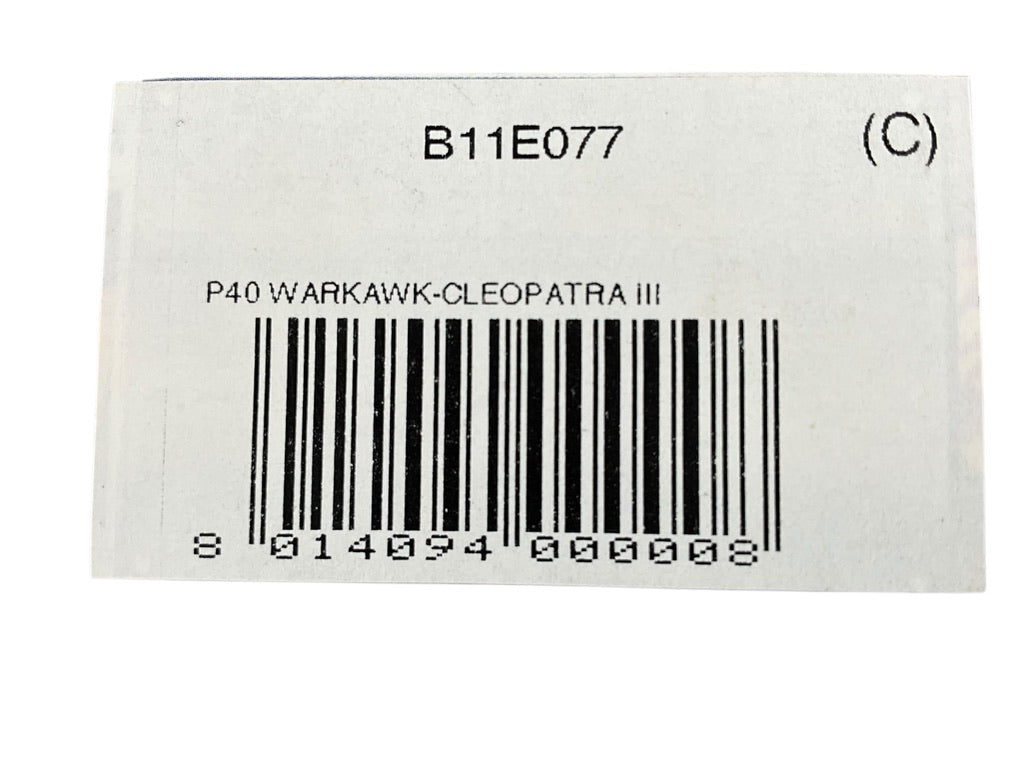 B11E077
(C)
P40 WARKAWK-CLEOPATRA III
8 014094 000008